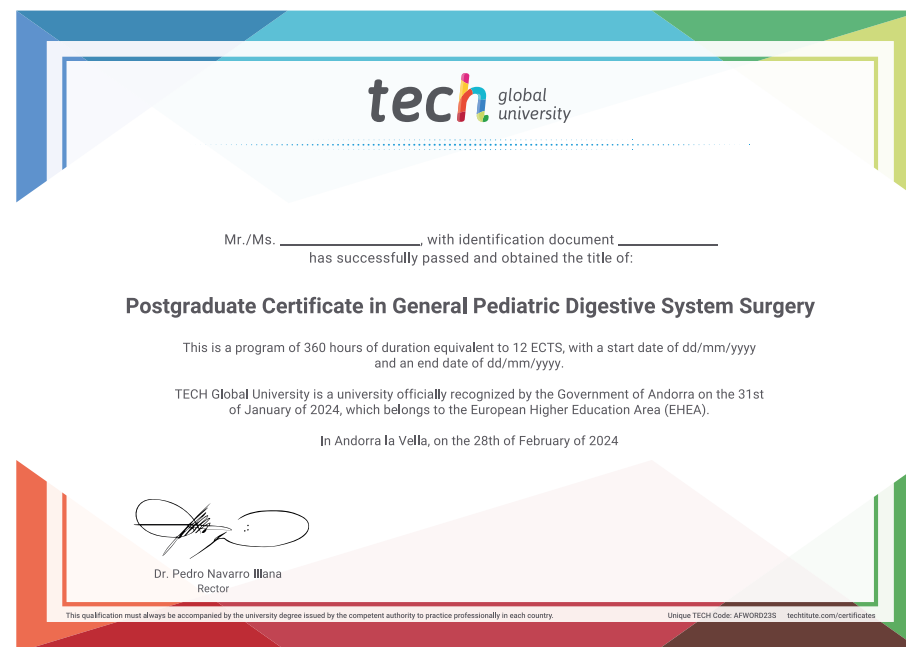 tech global
university
Mr./Ms. ____________, with identification document ____________
has successfully passed and obtained the title of:
Postgraduate Certificate in General Pediatric Digestive System Surgery
This is a program of 360 hours of duration equivalent to 12 ECTS, with a start date of dd/mm/yyyy
and an end date of dd/mm/yyyy.
TECH Global University is a university officially recognized by the Government of Andorra on the 31st
of January of 2024, which belongs to the European Higher Education Area (EHEA).
In Andorra la Vella, on the 28th of February of 2024
Dr. Pedro Navarro Illana
Rector
This qualification must always be accompanied by the university degree issued by the competent authority to practice professionally in each country.
Unique TECH Code: AFWORD23S techtitute.com/certificates